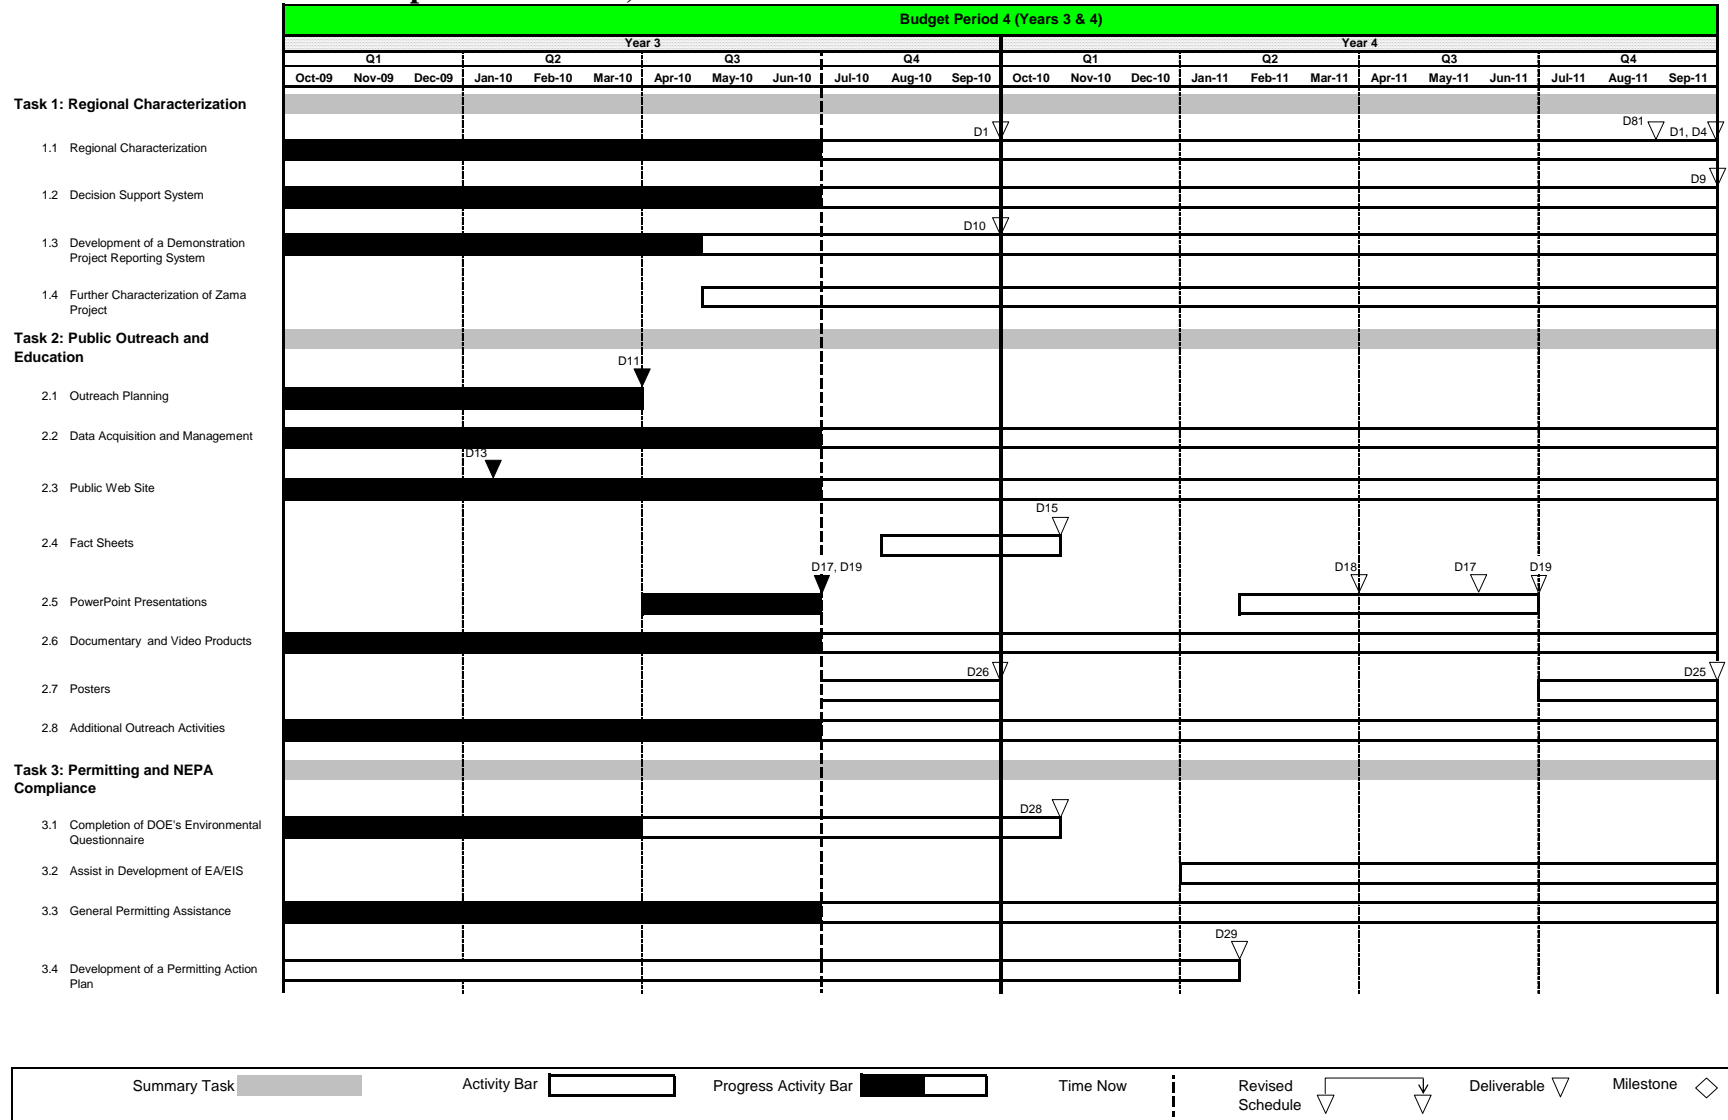 Budget Period 4 (Years 3 & 4)
Year 3 Year 4
Q1 Q2 Q3 Q4 Q1 Q2 Q3 Q4
Oct-09 Nov-09 Dec-09 Jan-10 Feb-10 Mar-10 Apr-10 May-10 Jun-10 Jul-10 Aug-10 Sep-10 Oct-10 Nov-10 Dec-10 Jan-11 Feb-11 Mar-11 Apr-11 May-11 Jun-11 Jul-11 Aug-11 Sep-11
Task 1: Regional Characterization
D1 D81 D1, D4
1.1 Regional Characterization
D9
1.2 Decision Support System
D10
1.3 Development of a Demonstration
Project Reporting System
1.4 Further Characterization of Zama
Project
Task 2: Public Outreach and
Education
D11
2.1 Outreach Planning
2.2 Data Acquisition and Management
D13
2.3 Public Web Site
D15
2.4 Fact Sheets
D17, D19 D18 D17 D19
2.5 PowerPoint Presentations
2.6 Documentary and Video Products
D26 D25
2.7 Posters
2.8 Additional Outreach Activities
Task 3: Permitting and NEPA
Compliance
D28
3.1 Completion of DOE's Environmental
Questionnaire
3.2 Assist in Development of EA/EIS
3.3 General Permitting Assistance
D29
3.4 Development of a Permitting Action
Plan
Summary Task Activity Bar Progress Activity Bar Time Now Revised Deliverable Milestone
Schedule